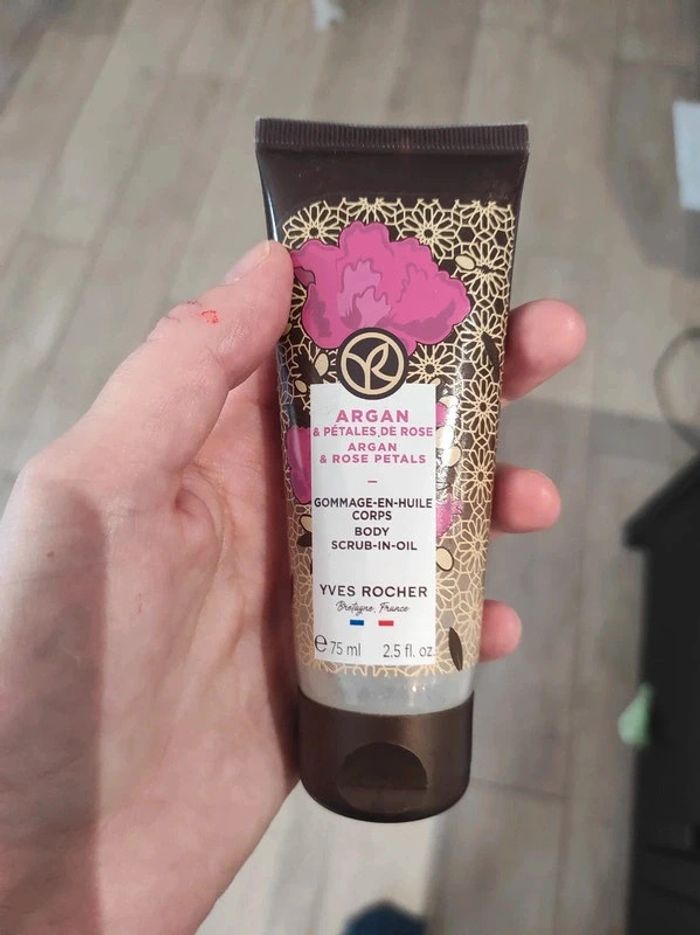 ARGAN
& PÉTALES DE ROSE
ARGAN
& ROSE PETALS
–
GOMMAGE-EN-HUILE
CORPS
BODY
SCRUB-IN-OIL
YVES ROCHER
Bretagne, France
e 75 ml 2.5 fl. oz.